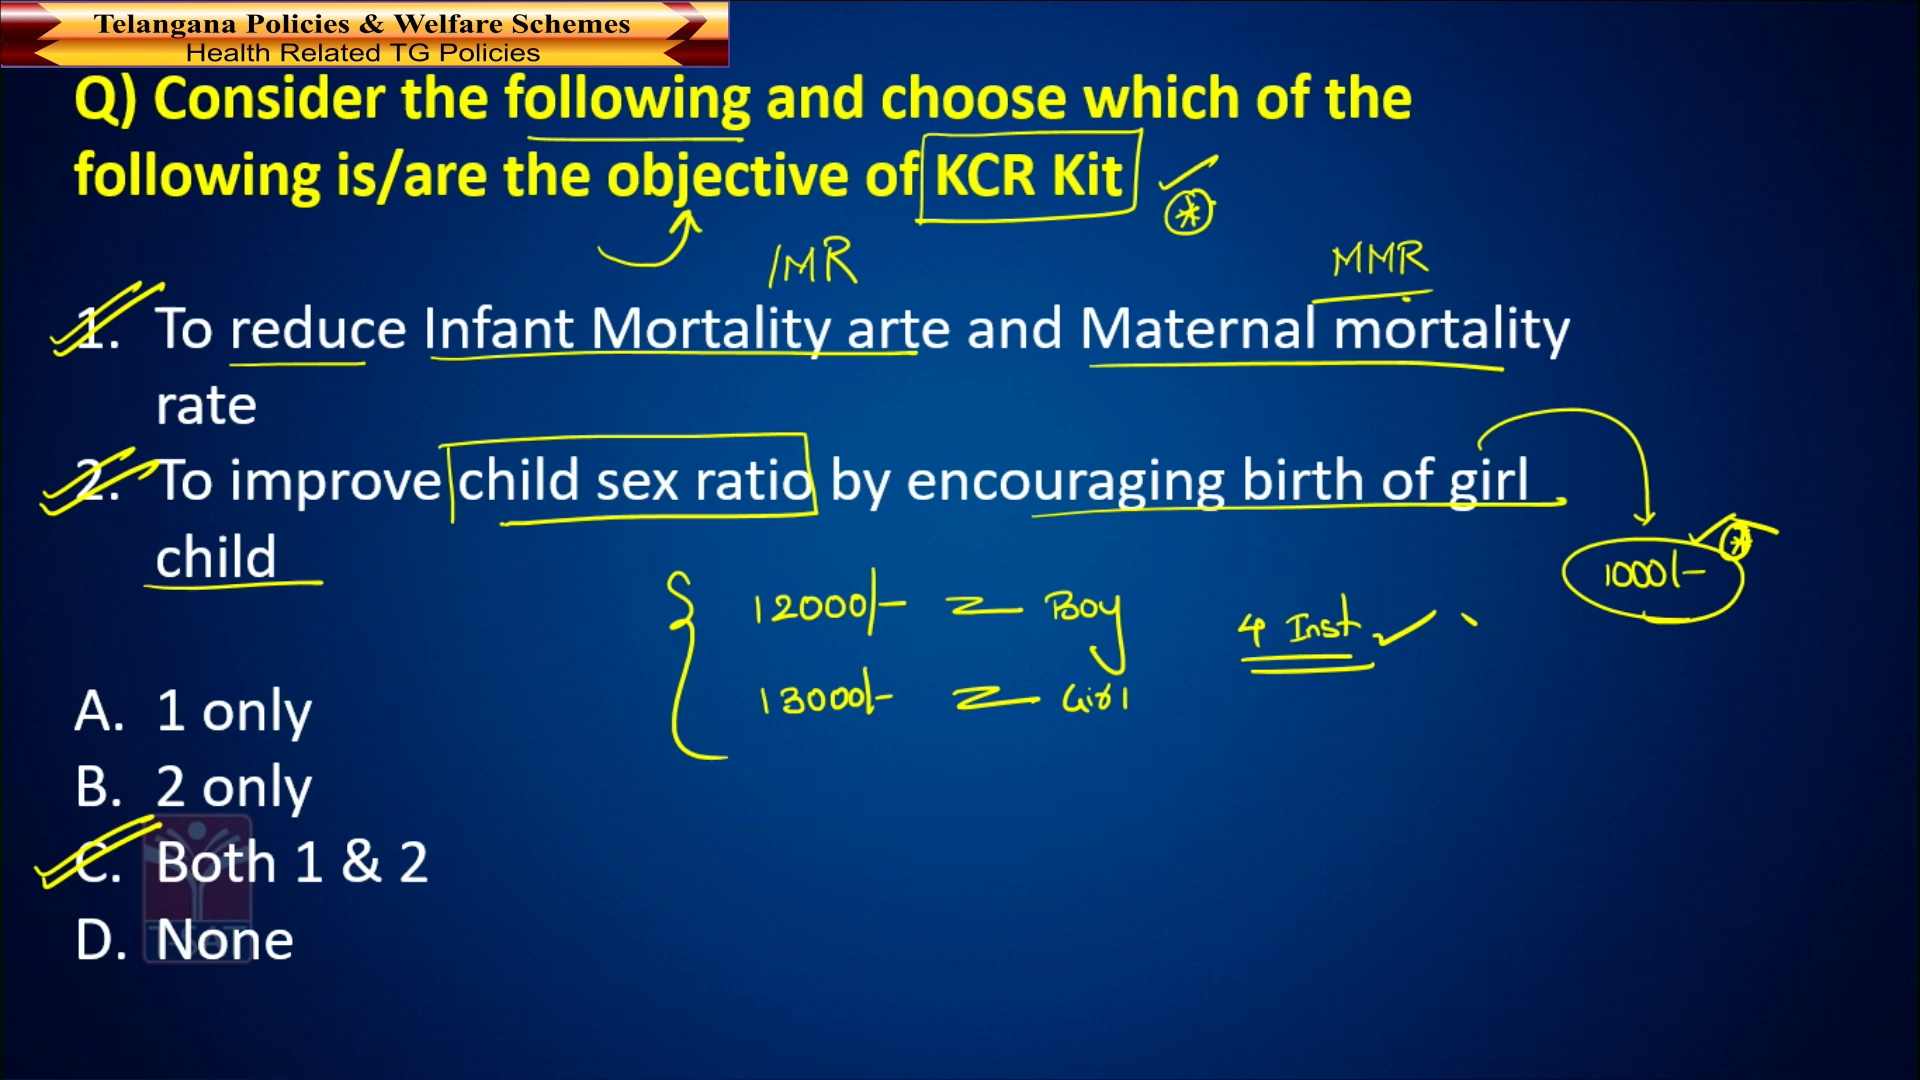 Telangana Policies & Welfare Schemes
Health Related TG Policies
Q) Consider the following and choose which of the
following is/are the objective of KCR Kit
IMR MMR
1. To reduce Infant Mortality arte and Maternal mortality
rate
2. To improve child sex ratio by encouraging birth of girl
child
1000/-
12000/- Boy
4 Inst
13000/- Girl
A. 1 only
B. 2 only
C. Both 1 & 2
D. None
T-SAT